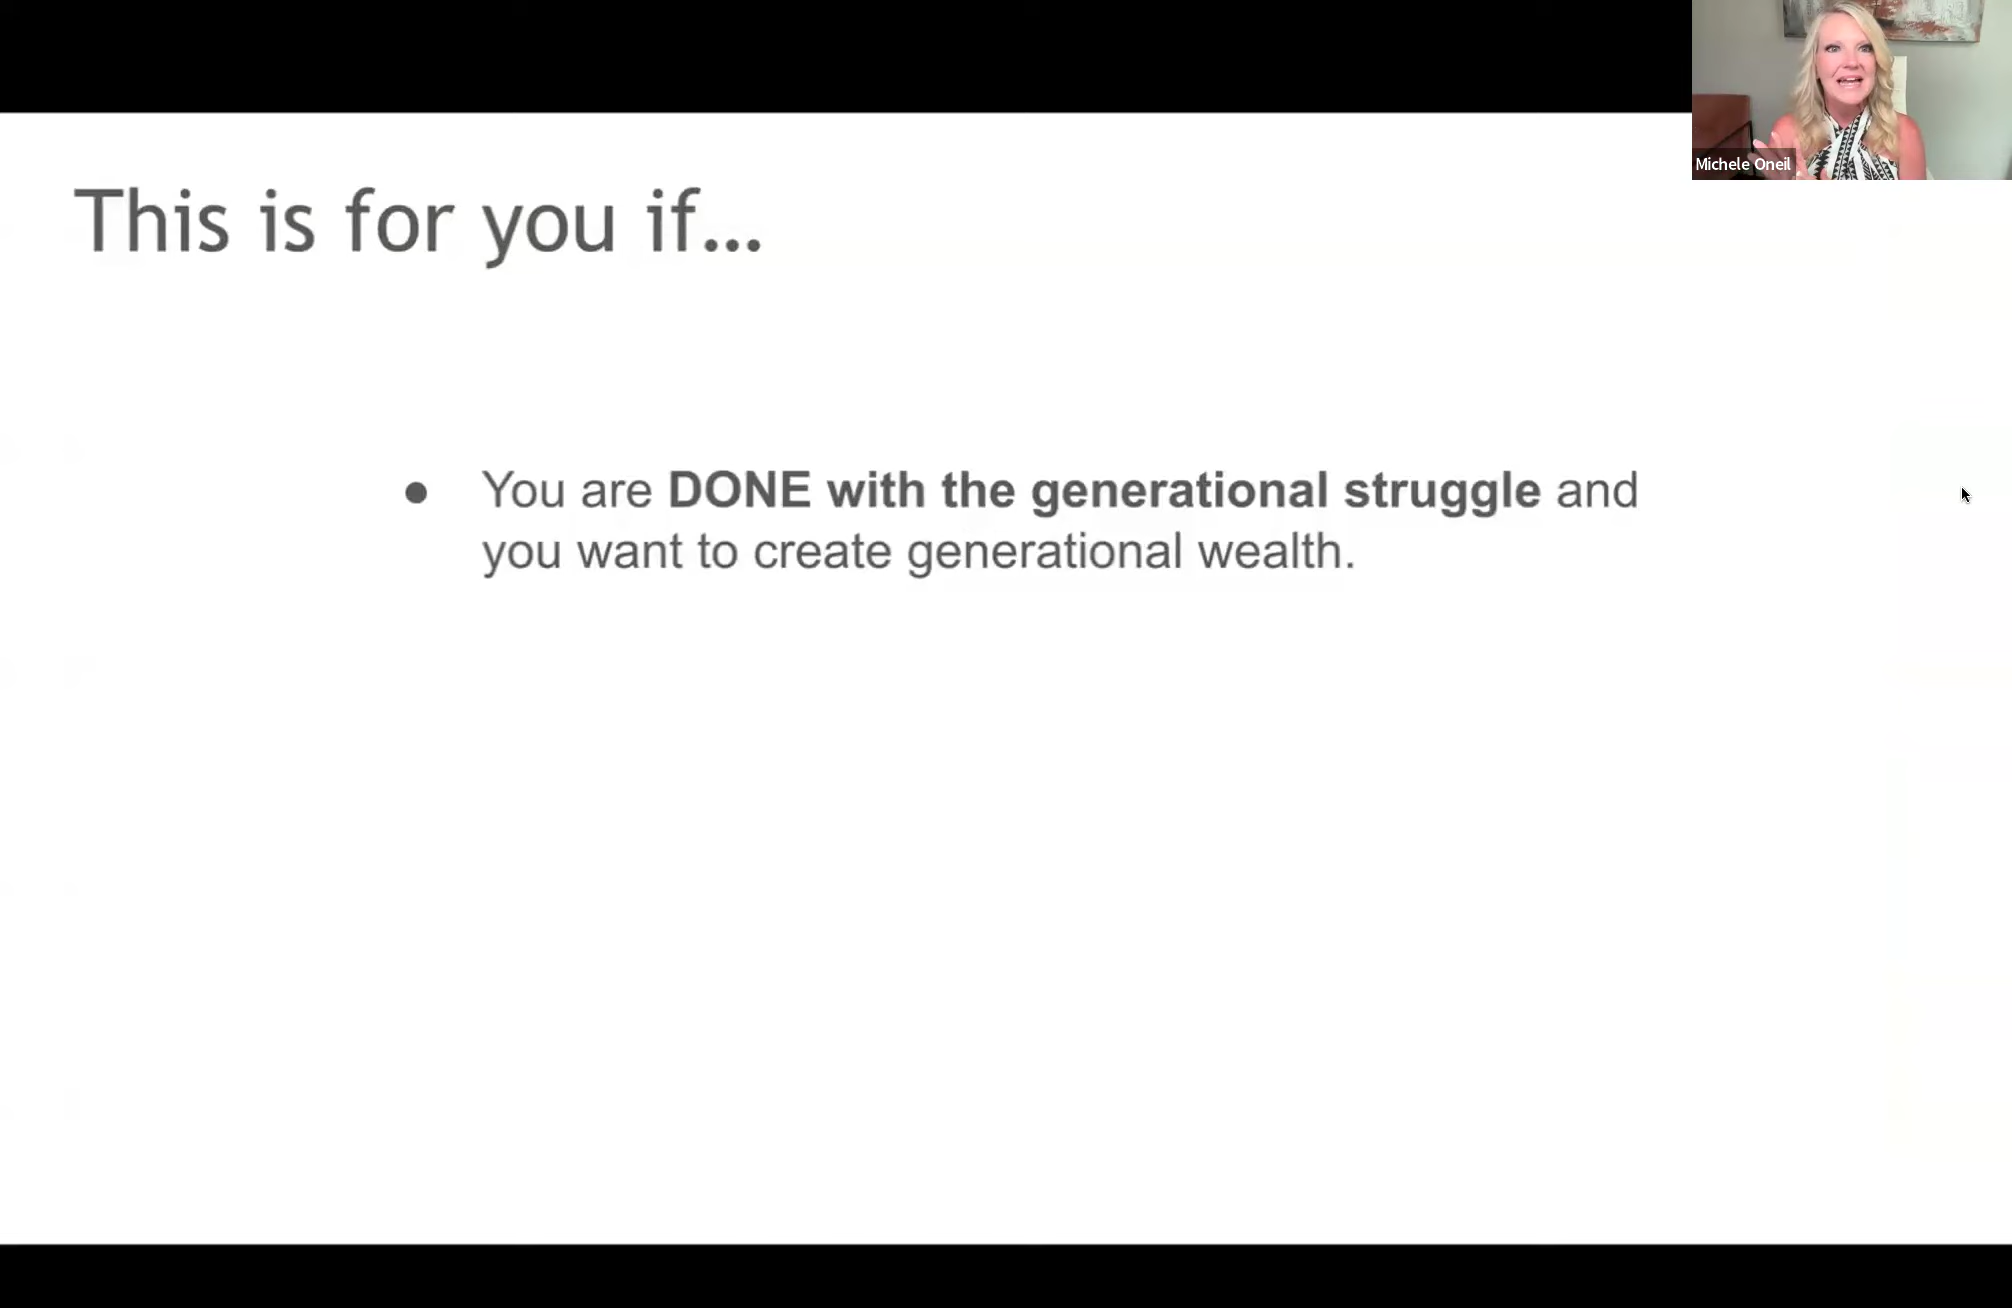 Michele Oneil
This is for you if...
● You are DONE with the generational struggle and
you want to create generational wealth.